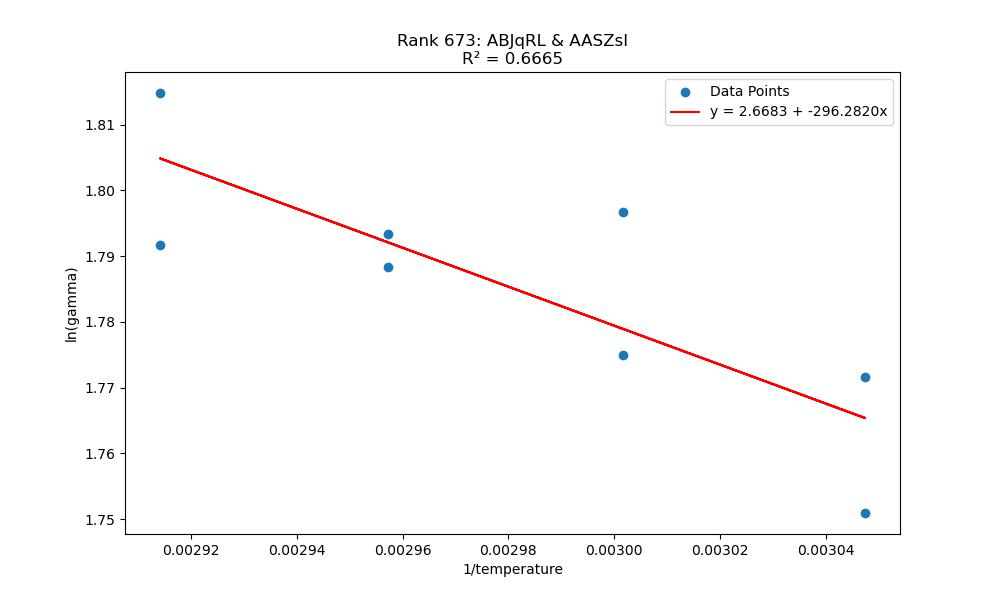 Rank 673: ABJqRL & AASZsI
R² = 0.6665
Data Points
y = 2.6683 + -296.2820x
1.81
1.80
1.79
1.78
1.77
1.76
1.75
ln(gamma)
0.00292
0.00294
0.00296
0.00298
0.00300
0.00302
0.00304
1/temperature